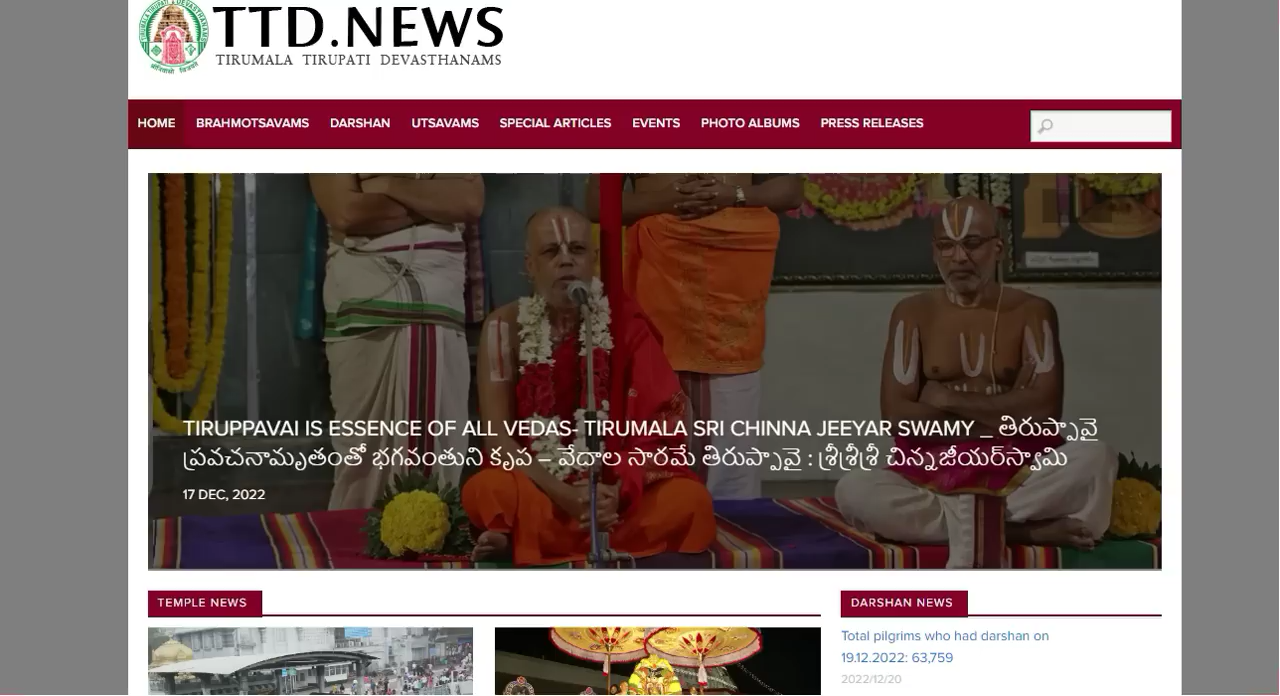 TTD.NEWS
TIRUMALA TIRUPATI DEVASTHANAMS
HOME BRAHMOTSAVAMS DARSHAN UTSAVAMS SPECIAL ARTICLES EVENTS PHOTO ALBUMS PRESS RELEASES
TIRUPPAVAI IS ESSENCE OF ALL VEDAS- TIRUMALA SRI CHINNA JEEYAR SWAMY _ తిరుప్పావై
ప్రవచనామృతంతో భగవంతుని కృప – వేదాల సారమే తిరుప్పావై : శ్రీశ్రీశ్రీ చిన్నజీయర్‌స్వామి
17 DEC, 2022
TEMPLE NEWS
DARSHAN NEWS
Total pilgrims who had darshan on
19.12.2022: 63,759
2022/12/20